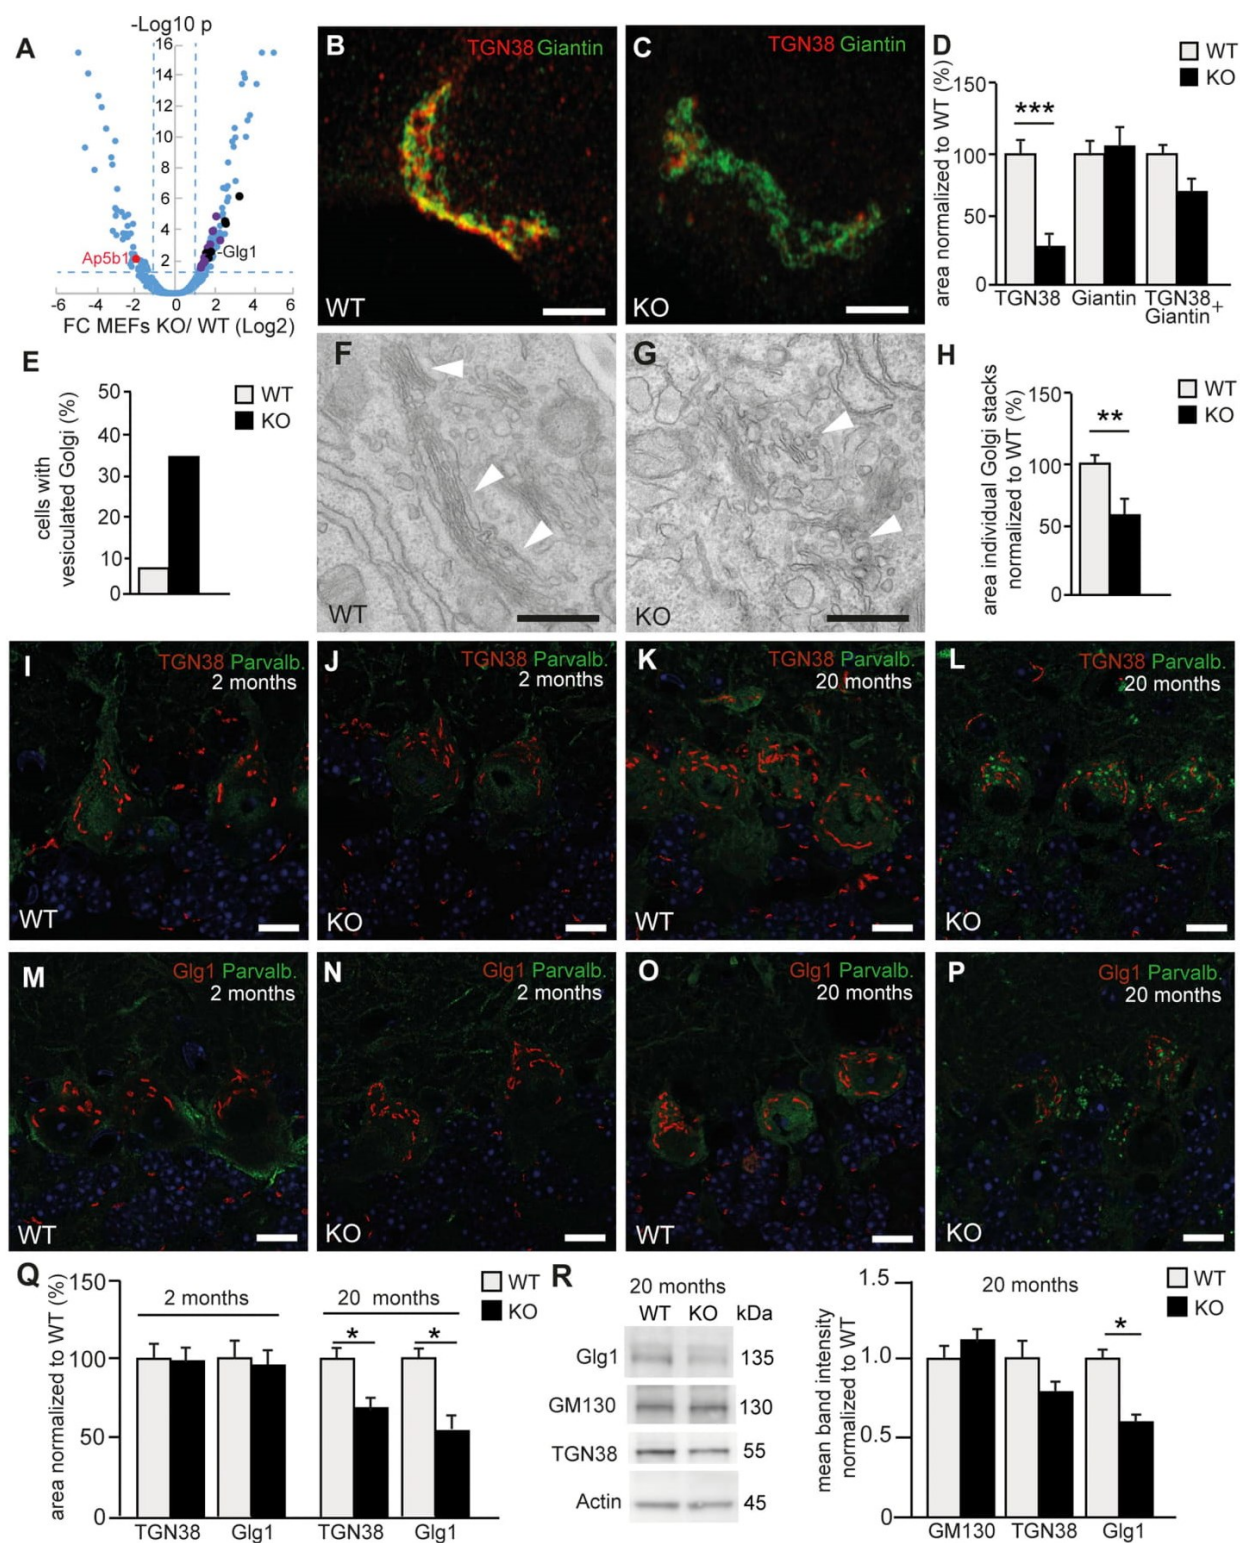 A
-Log10 p
16
14
12
10
8
6
4
2
Ap5b1
-Glg1
-6 -4 -2 0 2 4 6
FC MEFs KO/ WT (Log2)
B
TGN38 Giantin
WT
C
TGN38 Giantin
KO
D
WT
KO
area normalized to WT (%)
150
100
50
0
***
TGN38 Giantin TGN38+
Giantin
E
WT
KO
cells with
vesiculated Golgi (%)
50
40
30
20
10
0
F
WT
G
KO
H
WT
KO
area individual Golgi stacks
normalized to WT (%)
150
100
50
0
**
I
TGN38 Parvalb.
2 months
WT
J
TGN38 Parvalb.
2 months
KO
K
TGN38 Parvalb.
20 months
WT
L
TGN38 Parvalb.
20 months
KO
M
Glg1 Parvalb.
2 months
WT
N
Glg1 Parvalb.
2 months
KO
O
Glg1 Parvalb.
20 months
WT
P
Glg1 Parvalb.
20 months
KO
Q
area normalized to WT (%)
150
100
50
0
2 months
20 months
WT
KO
* *
TGN38 Glg1 TGN38 Glg1
R
20 months
WT KO kDa
Glg1 135
GM130 130
TGN38 55
Actin 45
mean band intensity
normalized to WT
1.5
1.0
0.5
0
20 months
WT
KO
*
GM130 TGN38 Glg1